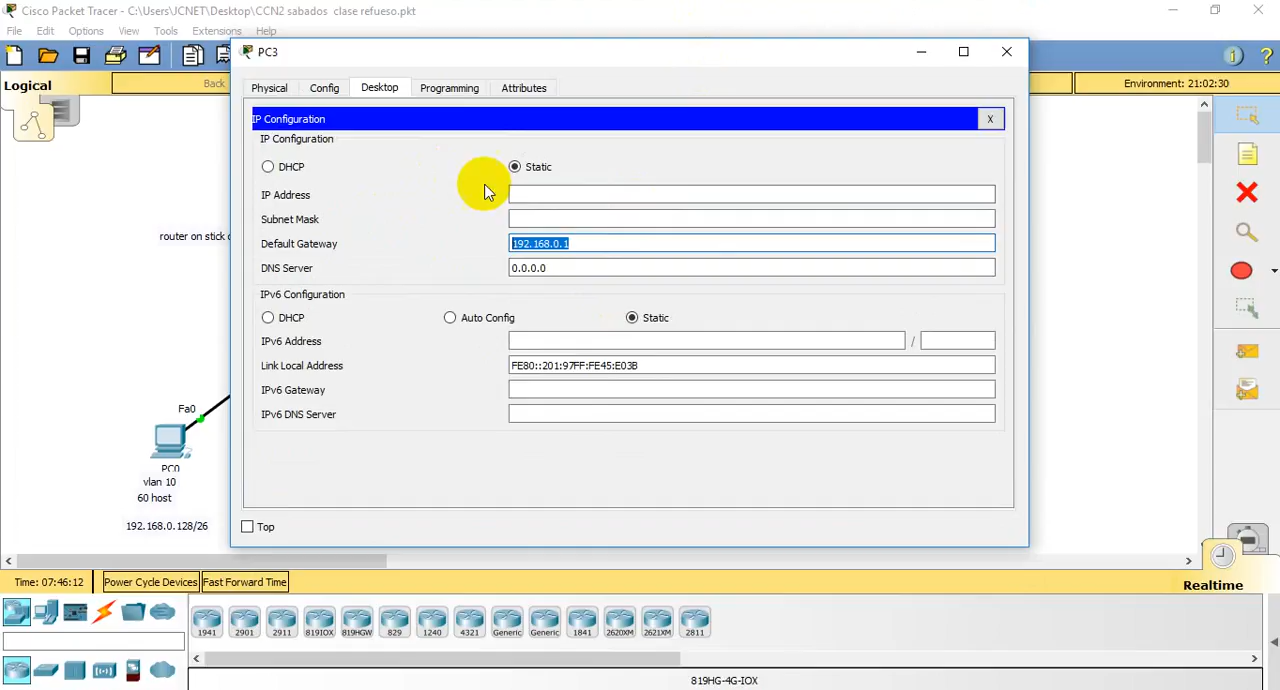 Cisco Packet Tracer - C:\Users\JCNET\Desktop\CCN2 sabados clase refueso.pkt
File Edit Options View Tools Extensions Help
Logical
Back
Environment: 21:02:30
PC3
Physical Config Desktop Programming Attributes
IP Configuration
X
IP Configuration
DHCP Static
IP Address
Subnet Mask
Default Gateway 192.168.0.1
DNS Server 0.0.0.0
IPv6 Configuration
DHCP Auto Config Static
IPv6 Address /
Link Local Address FE80::201:97FF:FE45:E03B
IPv6 Gateway
IPv6 DNS Server
Top
router on stick
Fa0
PC0
vlan 10
60 host
192.168.0.128/26
Time: 07:46:12 Power Cycle Devices Fast Forward Time
Realtime
1941 2901 2911 819IOX 819HGW 829 1240 4321 Generic Generic 1841 2620XM 2621XM 2811
819HG-4G-IOX